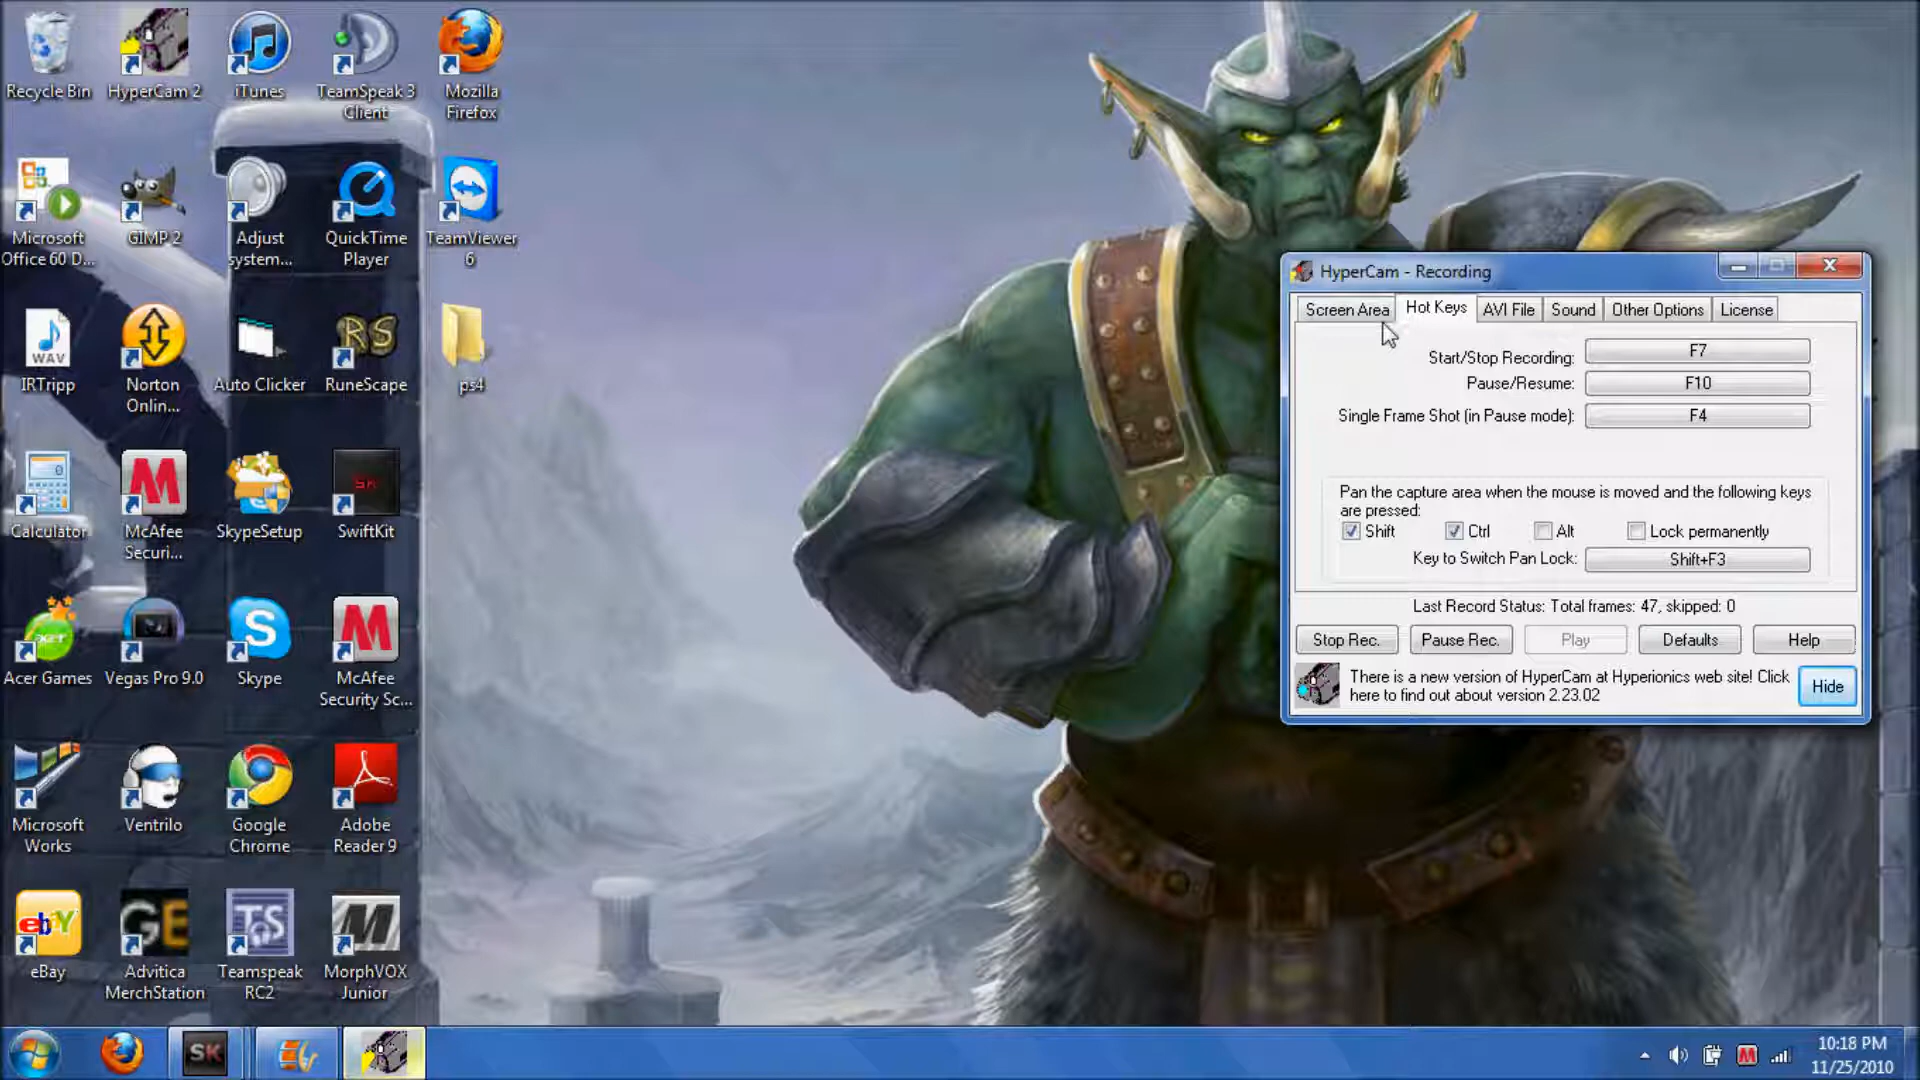 Recycle Bin
HyperCam 2
iTunes
TeamSpeak 3
Client
Mozilla
Firefox
Microsoft
Office 60 D...
GIMP 2
Adjust
system...
QuickTime
Player
TeamViewer
6
WAV
IRTripp
Norton
Onlin...
Auto Clicker
RS
RuneScape
ps4
Calculator
McAfee
Securi...
SkypeSetup
Sk
SwiftKit
acer
Acer Games
Vegas Pro 9.0
Skype
McAfee
Security Sc...
Microsoft
Works
Ventrilo
Google
Chrome
Adobe
Reader 9
ebY
eBay
GE
Advitica
MerchStation
TS
Teamspeak
RC2
MorphVOX
Junior
HyperCam - Recording
Screen Area
Hot Keys
AVI File
Sound
Other Options
License
Start/Stop Recording:
F7
Pause/Resume:
F10
Single Frame Shot (in Pause mode):
F4
Pan the capture area when the mouse is moved and the following keys
are pressed:
Shift
Ctrl
Alt
Lock permanently
Key to Switch Pan Lock:
Shift+F3
Last Record Status: Total frames: 47, skipped: 0
Stop Rec.
Pause Rec.
Play
Defaults
Help
There is a new version of HyperCam at Hyperionics web site! Click
here to find out about version 2.23.02
Hide
SK
10:18 PM
11/25/2010